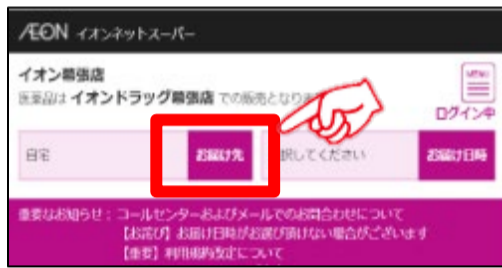 ÆON イオンネットスーパー
イオン幕張店
医薬品は イオンドラッグ幕張店 での販売となります
MENU
ログイン中
自宅 お届け先 択してください お届け日時
重要なお知らせ： コールセンターおよびメールでのお問合わせについて
【お詫び】お届け日時がお選び頂けない場合がございます
【重要】利用規約改定について